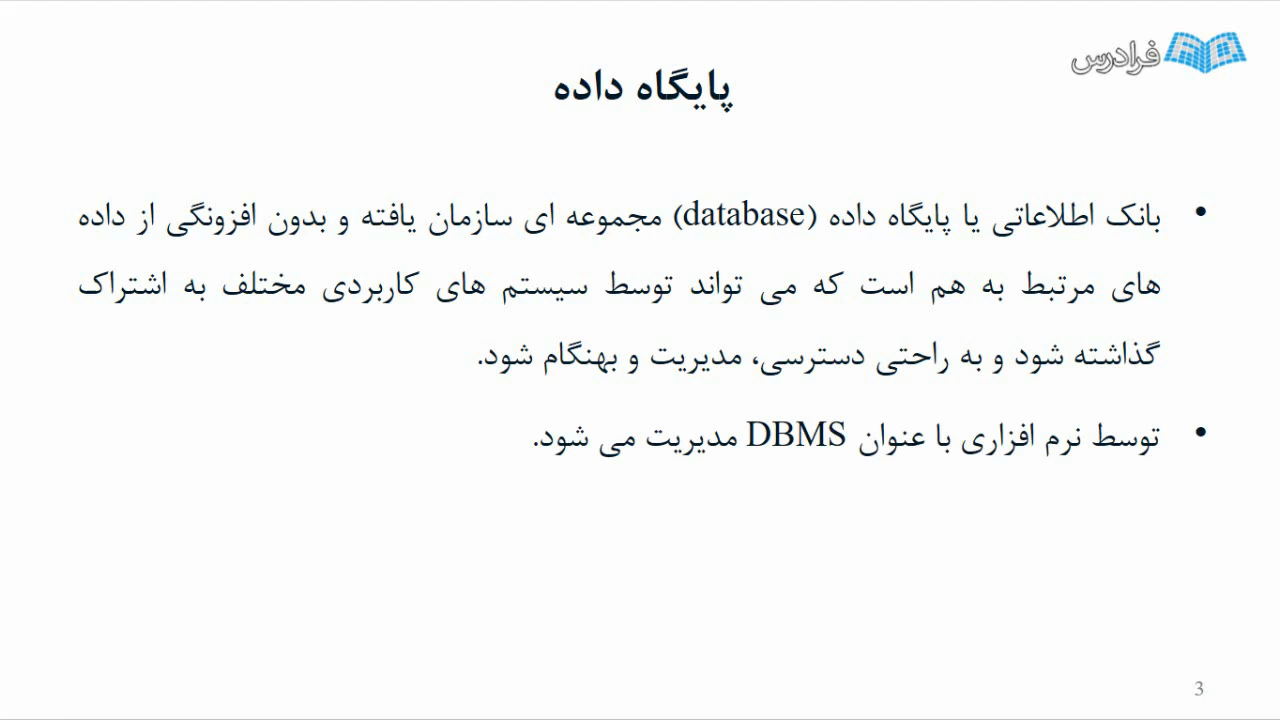 فرادرس
پایگاه داده
• بانک اطلاعاتی یا پایگاه داده (database) مجموعه ای سازمان یافته و بدون افزونگی از داده
های مرتبط به هم است که می تواند توسط سیستم های کاربردی مختلف به اشتراک
گذاشته شود و به راحتی دسترسی، مدیریت و بهنگام شود.
• توسط نرم افزاری با عنوان DBMS مدیریت می شود.
3